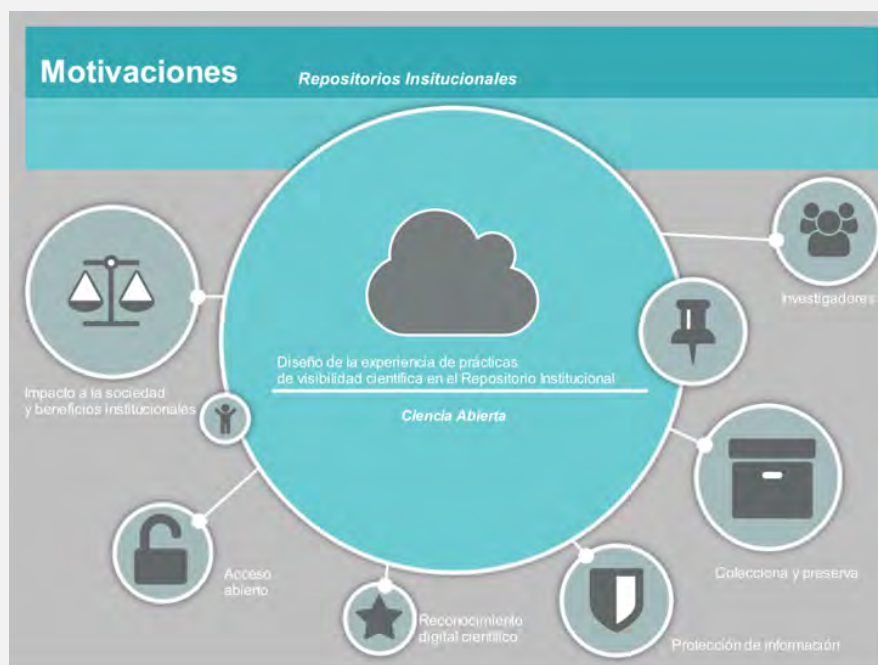 Motivaciones
Repositorios Insitucionales
Investigadores
Diseño de la experiencia de prácticas
de visibilidad científica en el Repositorio Institucional
Ciencia Abierta
Impacto a la sociedad
y beneficios institucionales
Acceso
abierto
Colecciona y preserva
Reconocimiento
digital científico
Protección de información